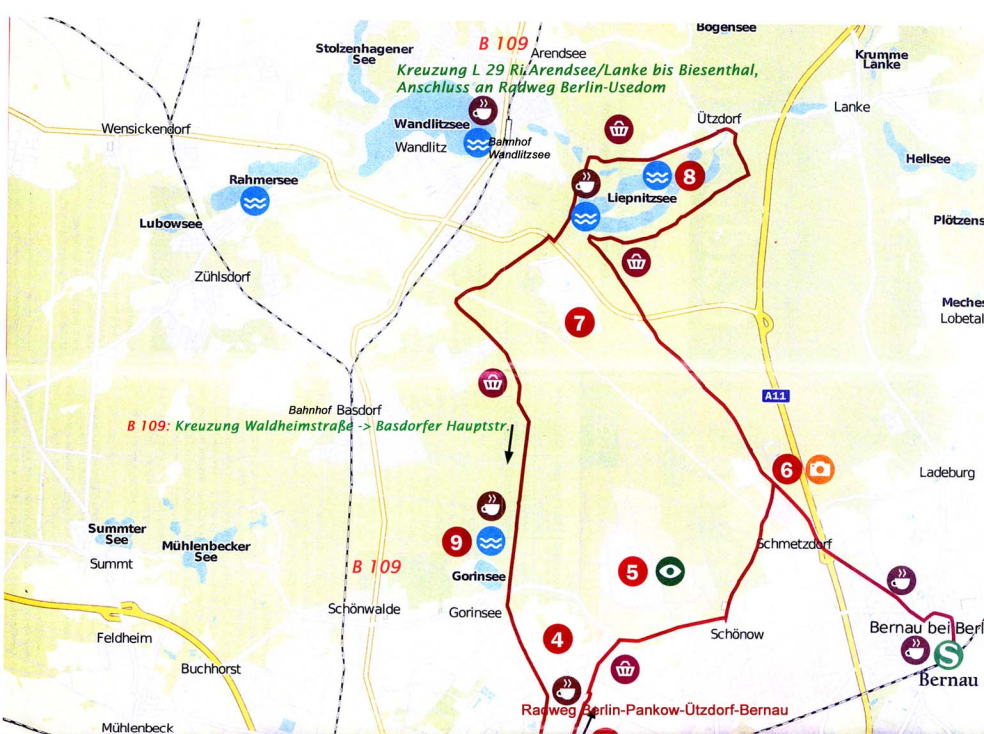 Bogensee
B 109
Arendsee
Stolzenhagener
See
Krumme
Lanke
Kreuzung L 29 Ri.Arendsee/Lanke bis Biesenthal,
Anschluss an Radweg Berlin-Usedom
Lanke
Ützdorf
Wandlitzsee
Wensickendorf
Wandlitz
Bahnhof
Wandlitzsee
Hellsee
8
Rahmersee
Liepnitzsee
Lubowsee
Plötzens
Zühlsdorf
Meches
Lobetal
7
A11
Bahnhof Basdorf
B 109: Kreuzung Waldheimstraße -> Basdorfer Hauptstr.
6
Ladeburg
Summter
See
Mühlenbecker
See
9
Schmetzdorf
Summt
B 109
5
Gorinsee
Schönwalde
Gorinsee
Feldheim
4
Schönow
Bernau bei Berl
S
Buchhorst
Bernau
Radweg Berlin-Pankow-Ützdorf-Bernau
Mühlenbeck